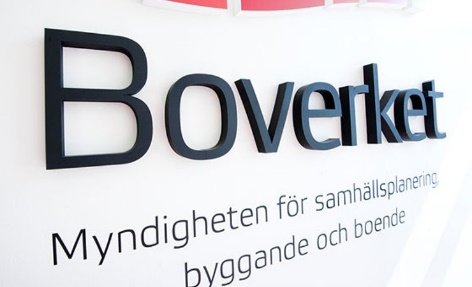 Boverket
Myndigheten för samhällsplanering,
byggande och boende